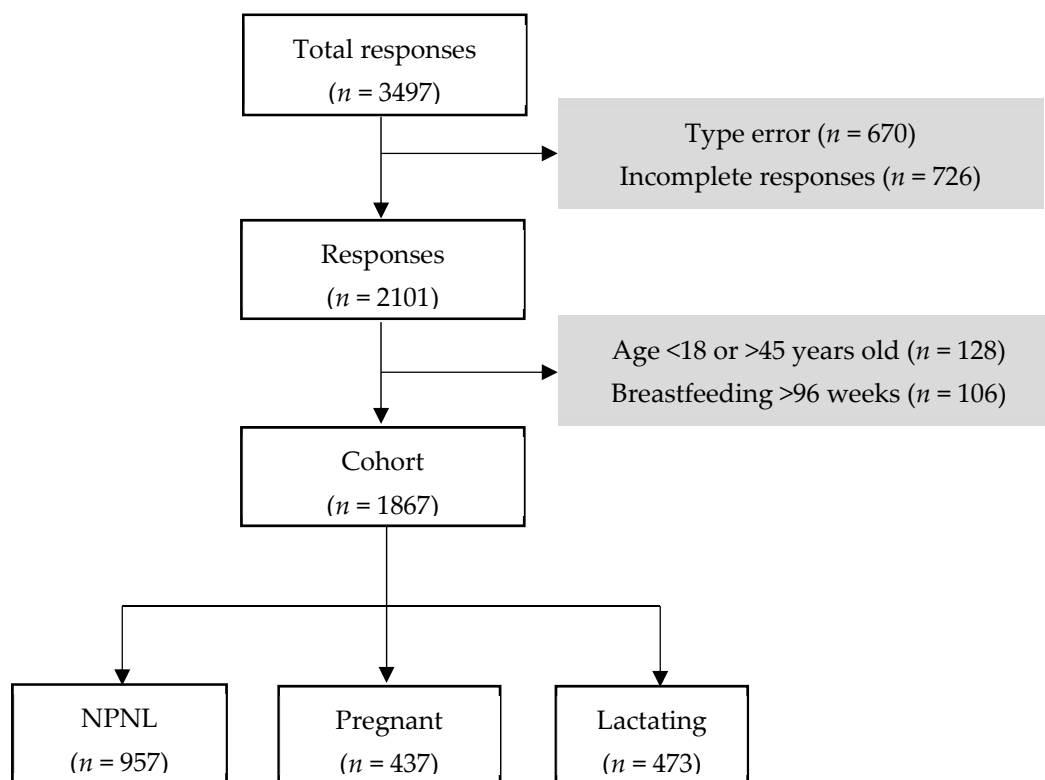 Total responses
(n = 3497)
Type error (n = 670)
Incomplete responses (n = 726)
Responses
(n = 2101)
Age <18 or >45 years old (n = 128)
Breastfeeding >96 weeks (n = 106)
Cohort
(n = 1867)
NPNL
(n = 957)
Pregnant
(n = 437)
Lactating
(n = 473)